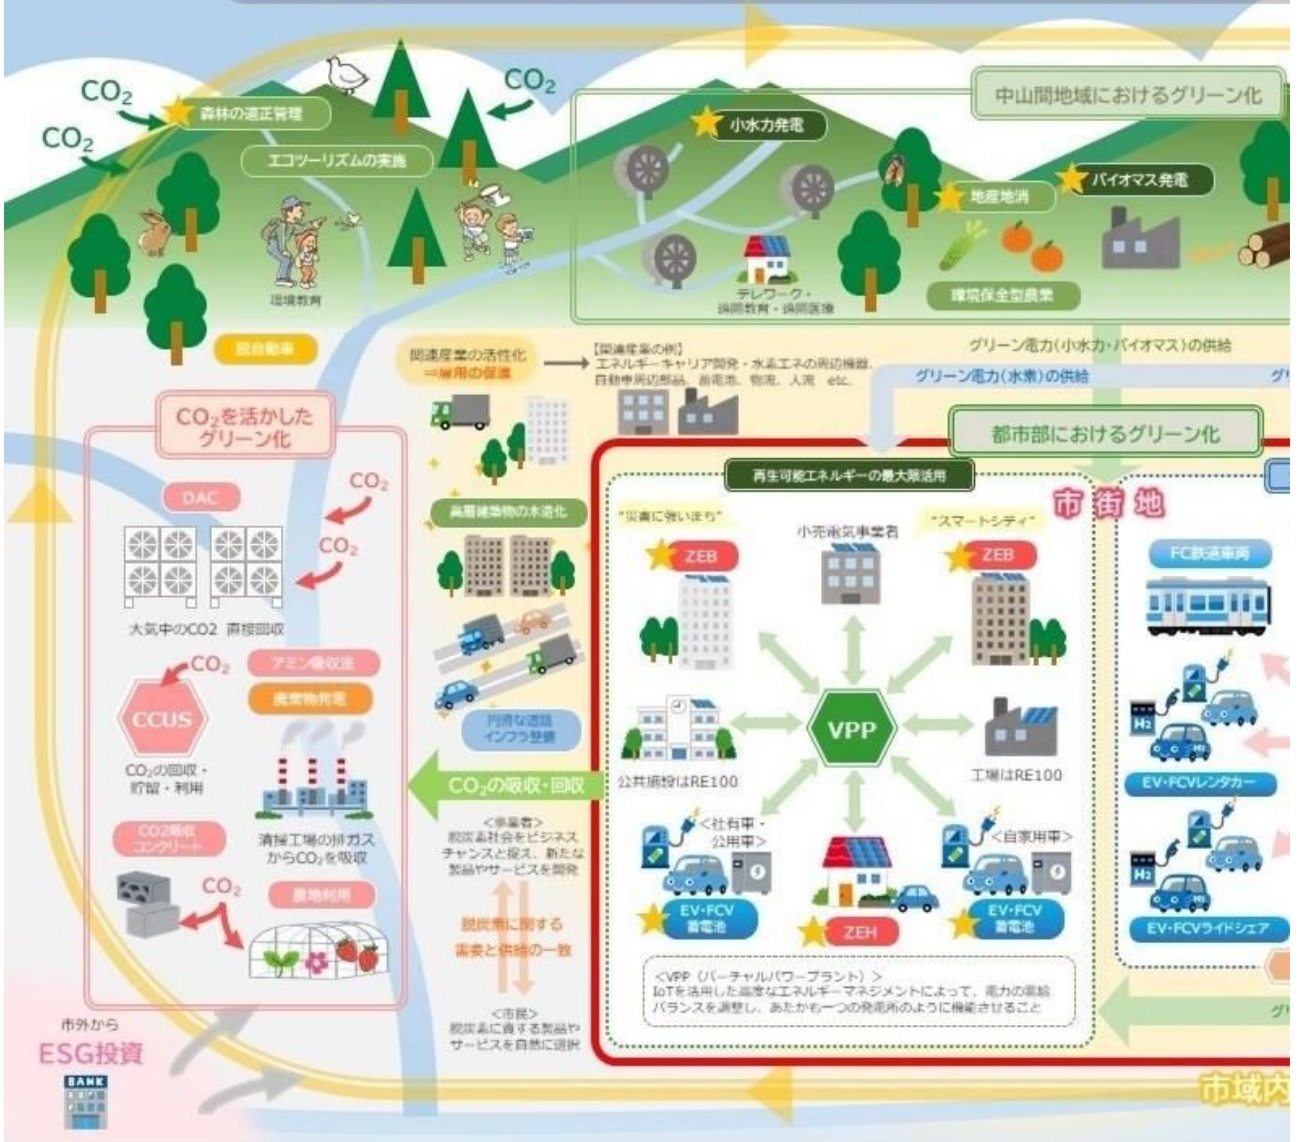 CO₂
CO₂
CO₂
森林の適正管理
エコツーリズムの実施
環境教育
中山間地域におけるグリーン化
小水力発電
地産地消
バイオマス発電
環境保全型農業
テレワーク・
遠隔教育・遠隔医療
脱自動車
関連産業の活性化
⇒雇用の促進
【関連産業の例】
エネルギーキャリア開発・水素エネの周辺機器、
自動車周辺部品、蓄電池、物流、人流 etc.
グリーン電力(小水力・バイオマス)の供給
グリーン電力(水素)の供給
グリ
CO₂を活かした
グリーン化
DAC
CO₂
CO₂
大気中のCO2 直接回収
CO₂
CCUS
CO₂の回収・
貯留・利用
アミン吸収法
廃棄物発電
清掃工場の排ガス
からCO₂を吸収
CO2吸収
コンクリート
CO₂
農地利用
高層建築物の木造化
円滑な道路
インフラ整備
CO₂の吸収・回収
<事業者>
脱炭素社会をビジネス
チャンスと捉え、新たな
製品やサービスを開発
脱炭素に関する
需要と供給の一致
<市民>
脱炭素に資する製品や
サービスを自然に選択
都市部におけるグリーン化
再生可能エネルギーの最大限活用
市街地
"災害に強いまち"
ZEB
小売電気事業者
"スマートシティ"
ZEB
VPP
公共施設はRE100
工場はRE100
<社有車・
公用車>
EV・FCV
蓄電池
ZEH
<自家用車>
EV・FCV
蓄電池
<VPP（バーチャルパワープラント）>
IoTを活用した高度なエネルギーマネジメントによって、電力の需給
バランスを調整し、あたかも一つの発電所のように機能させること
FC鉄道車両
H2
H2
EV・FCVレンタカー
H2
EV・FCVライドシェア
グリ
市外から
ESG投資
BANK
市域内